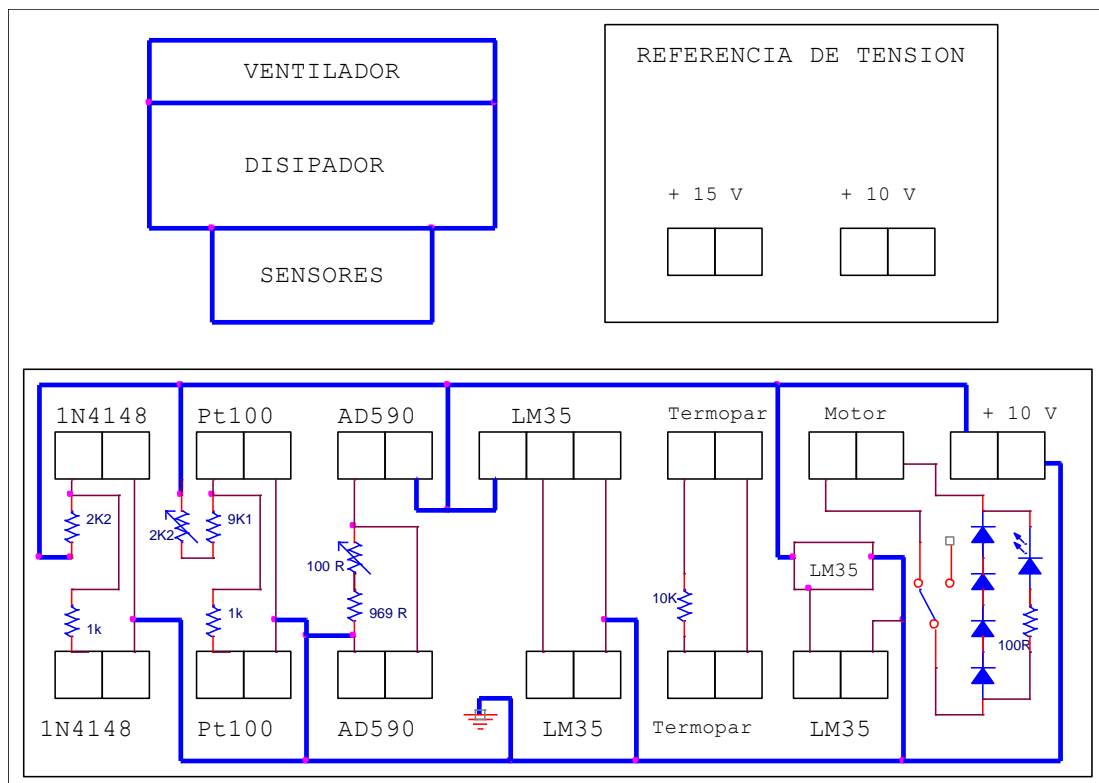 VENTILADOR
DISIPADOR
SENSORES
REFERENCIA DE TENSION
+ 15 V
+ 10 V
1N4148
Pt100
AD590
LM35
Termopar
Motor
+ 10 V
2K2
2K2
9K1
100 R
969 R
1k
1k
10K
LM35
100R
1N4148
Pt100
AD590
LM35
Termopar
LM35